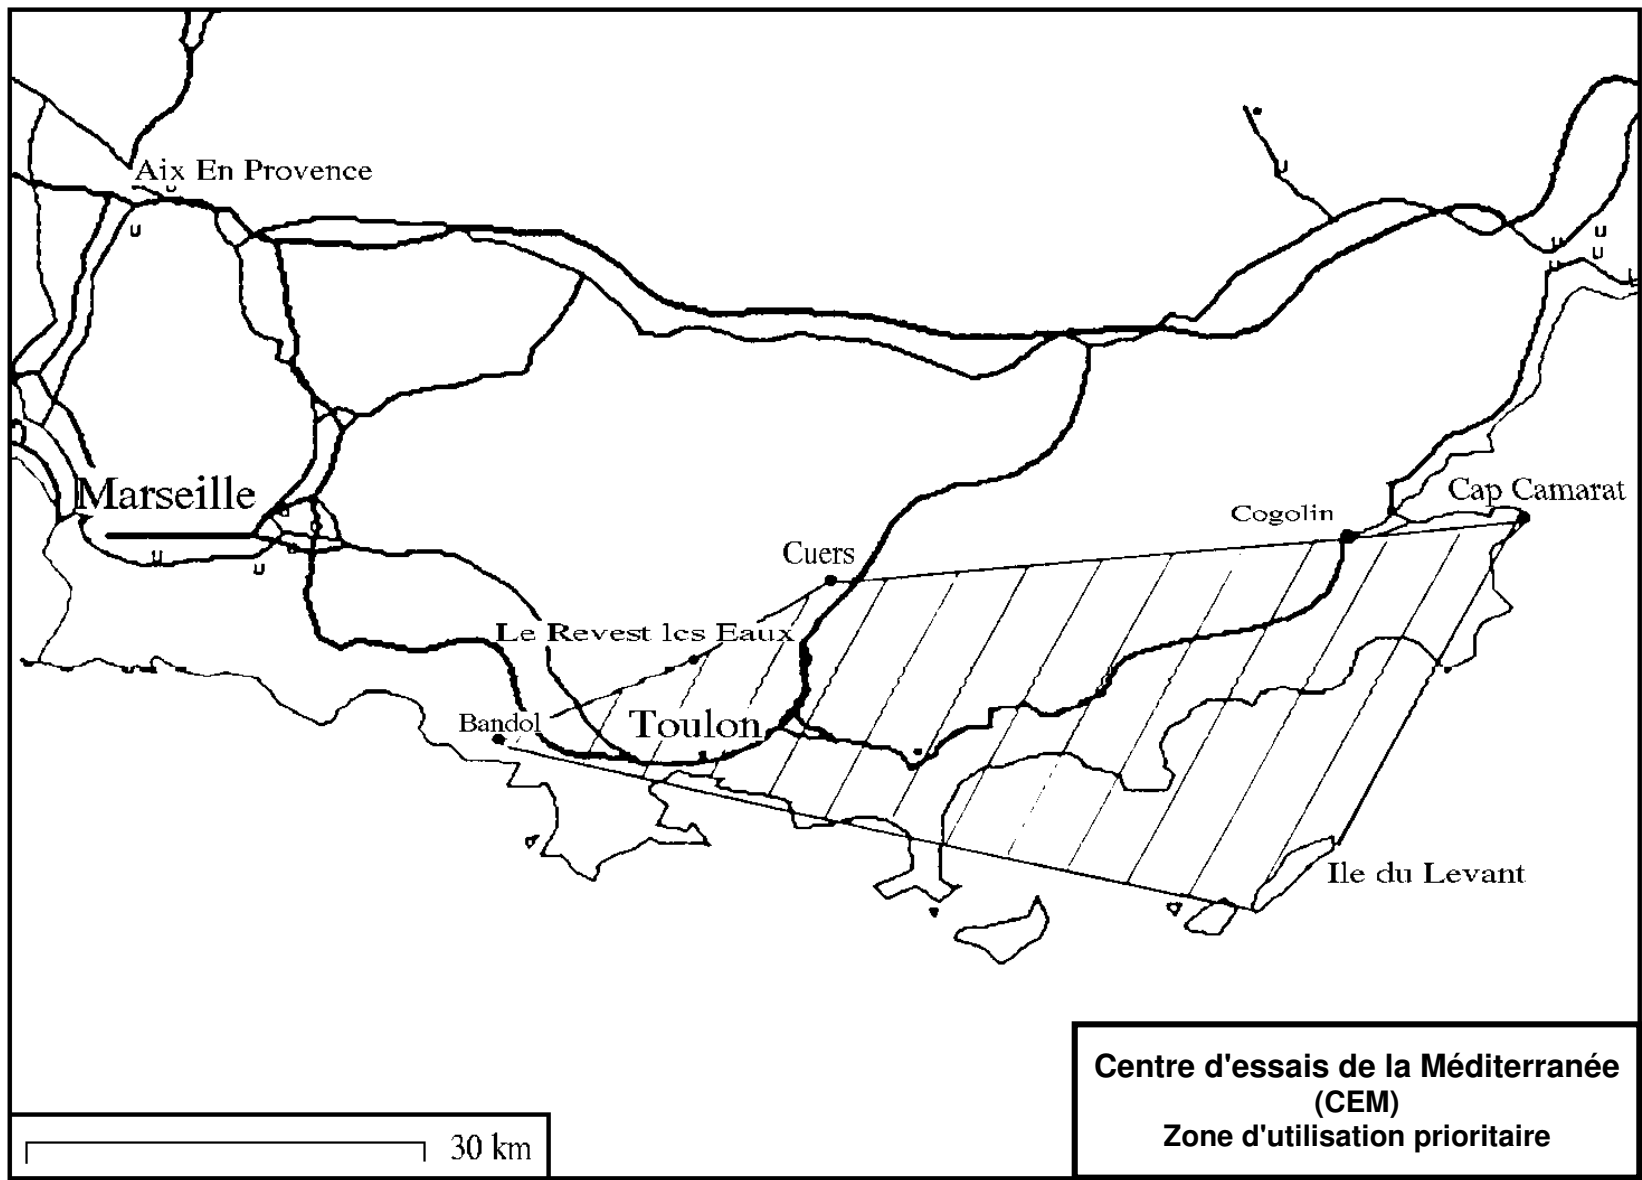 Aix En Provence
Marseille
Cap Camarat
Cogolin
Cuers
Le Revest les Eaux
Bandol
Toulon
Ile du Levant
Centre d'essais de la Méditerranée
(CEM)
Zone d'utilisation prioritaire
30 km